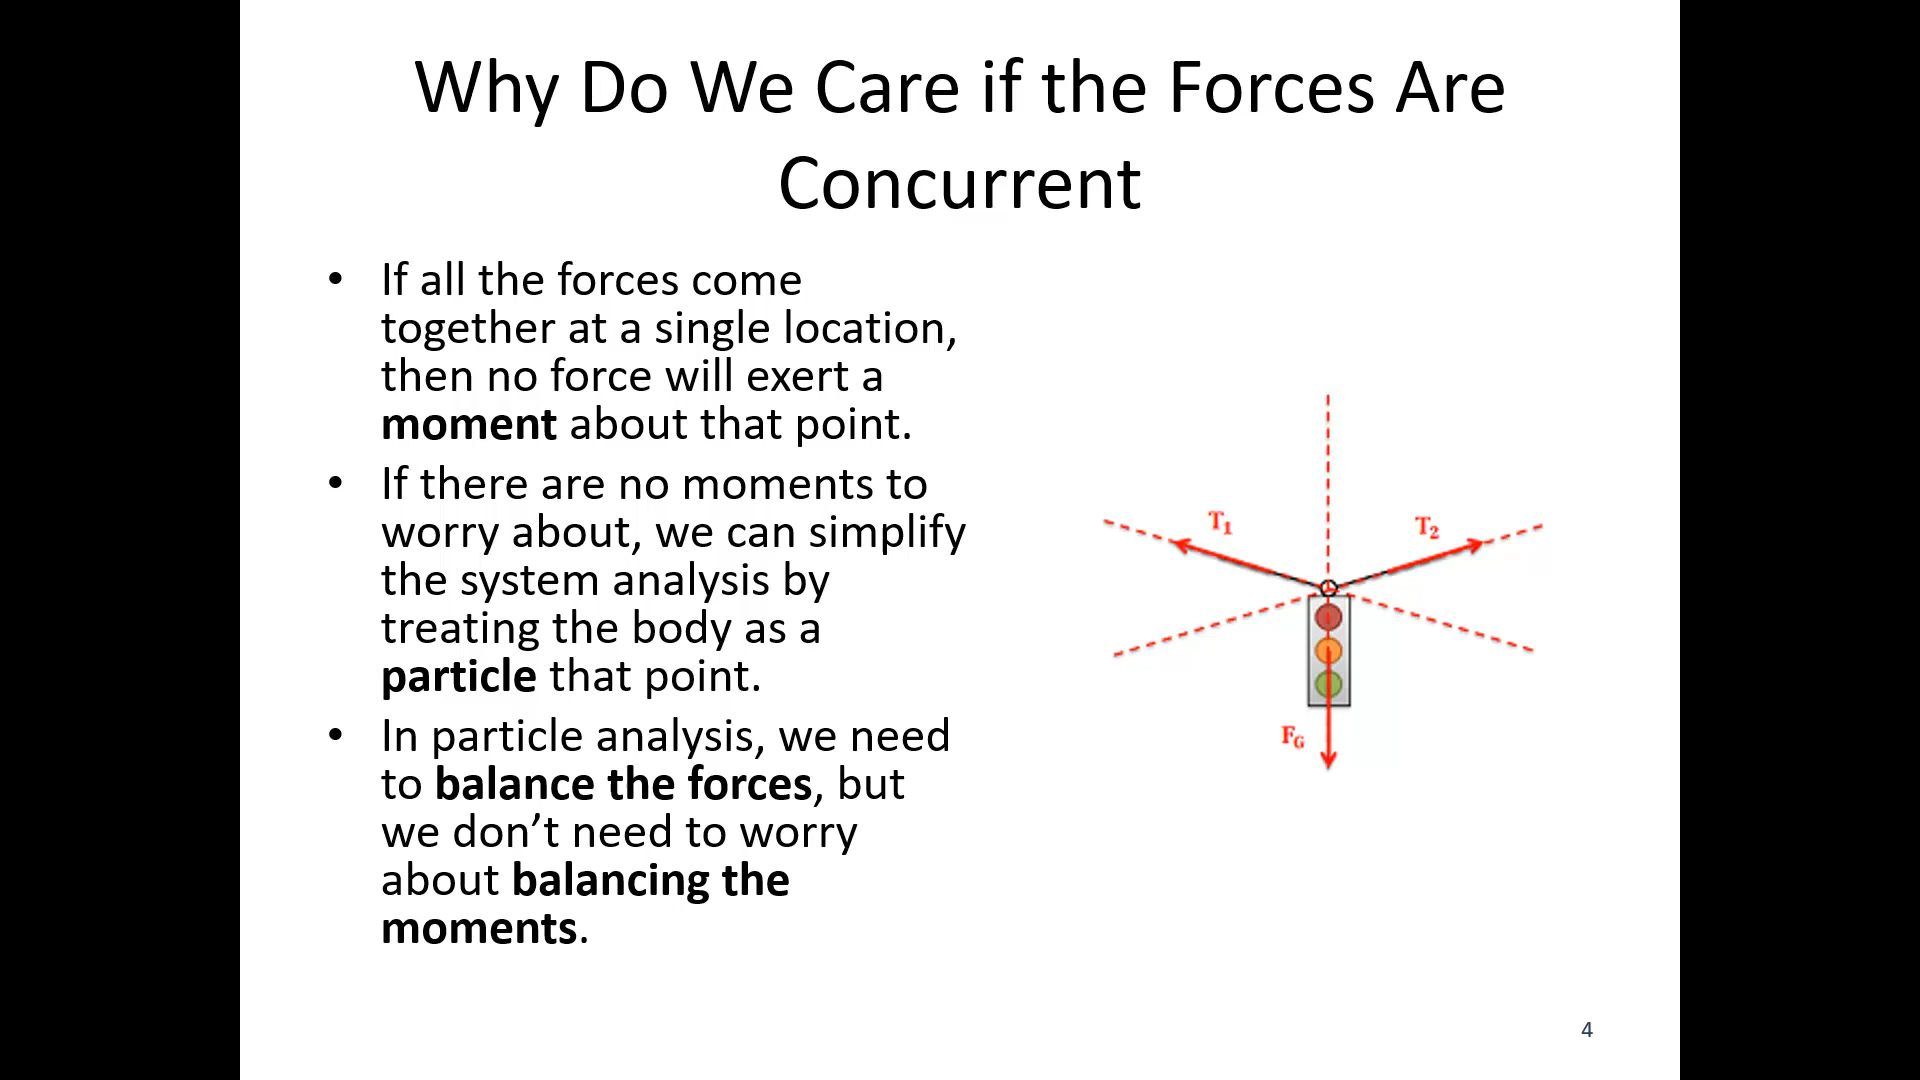 Why Do We Care if the Forces Are
Concurrent
• If all the forces come
together at a single location,
then no force will exert a
moment about that point.
• If there are no moments to
worry about, we can simplify
the system analysis by
treating the body as a
particle that point.
• In particle analysis, we need
to balance the forces, but
we don’t need to worry
about balancing the
moments.
T₁
T₂
F_G
4